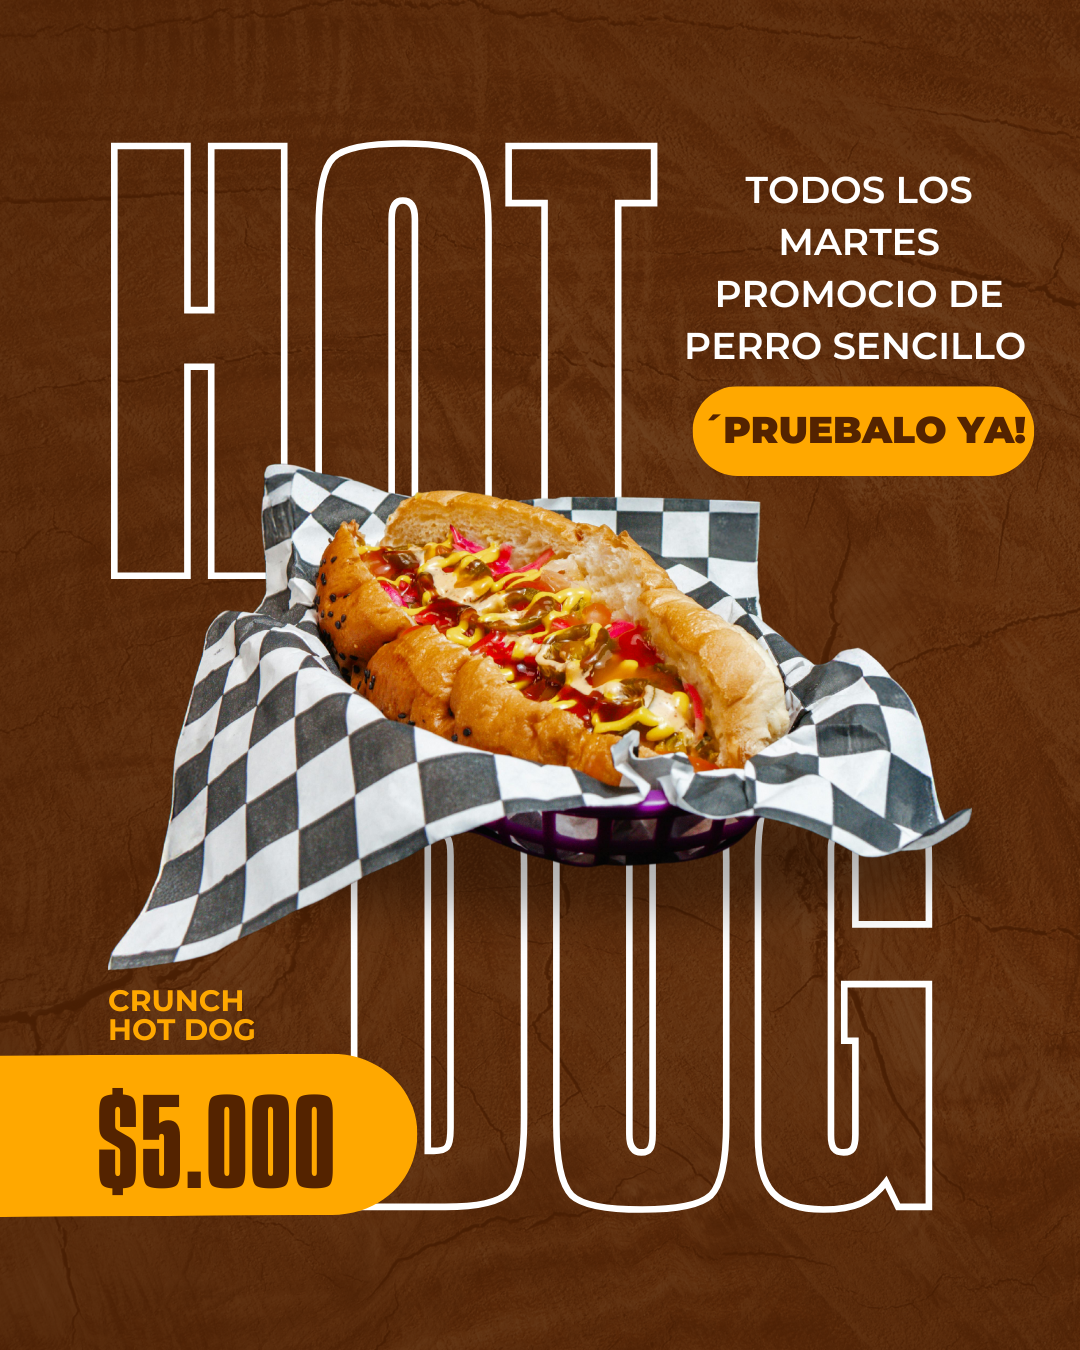 HOT
TODOS LOS
MARTES
PROMOCIO DE
PERRO SENCILLO
´PRUEBALO YA!
DOG
CRUNCH
HOT DOG
$5.000